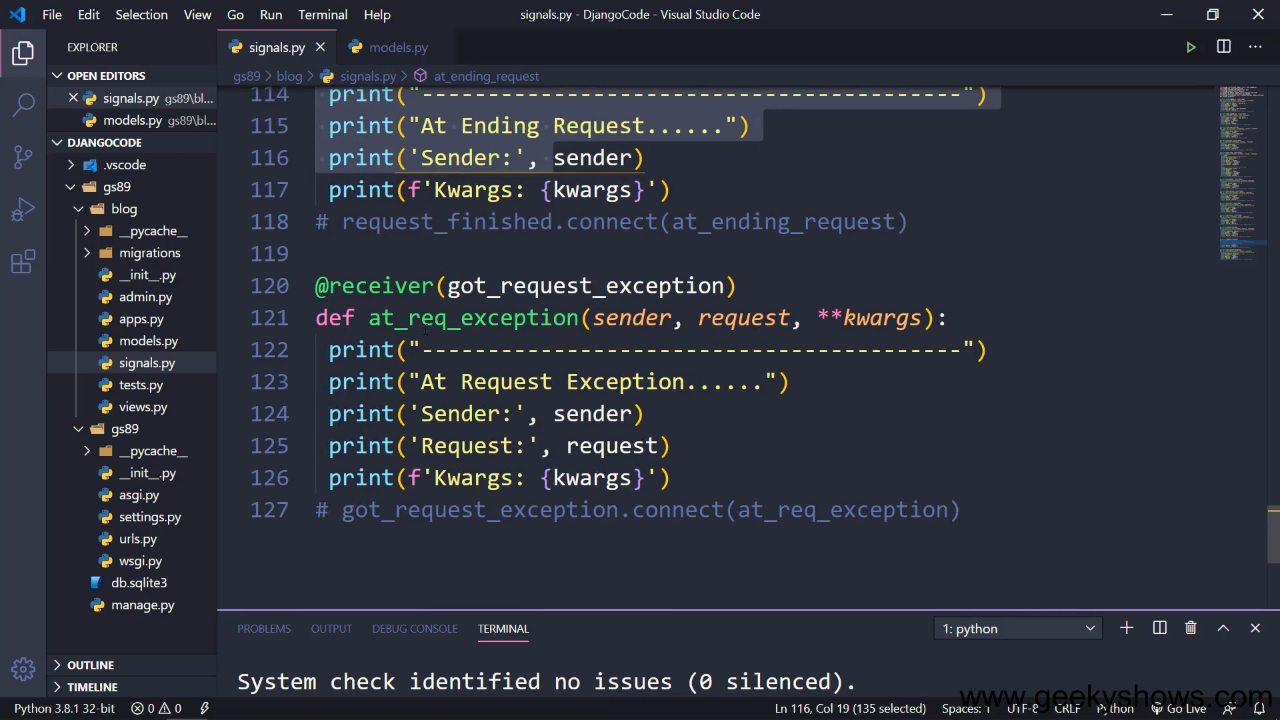 File Edit Selection View Go Run Terminal Help
signals.py - DjangoCode - Visual Studio Code
EXPLORER
OPEN EDITORS
signals.py gs89\bl...
models.py gs89\b...
DJANGOCODE
.vscode
gs89
blog
__pycache__
migrations
__init__.py
admin.py
apps.py
models.py
signals.py
tests.py
views.py
gs89
__pycache__
__init__.py
asgi.py
settings.py
urls.py
wsgi.py
db.sqlite3
manage.py
OUTLINE
TIMELINE
signals.py models.py
gs89 > blog > signals.py > at_ending_request
114 print("-----------------------------------------")
115 print("At Ending Request......")
116 print('Sender:', sender)
117 print(f'Kwargs: {kwargs}')
118 # request_finished.connect(at_ending_request)
119
120 @receiver(got_request_exception)
121 def at_req_exception(sender, request, **kwargs):
122 print("-----------------------------------------")
123 print("At Request Exception......")
124 print('Sender:', sender)
125 print('Request:', request)
126 print(f'Kwargs: {kwargs}')
127 # got_request_exception.connect(at_req_exception)
PROBLEMS OUTPUT DEBUG CONSOLE TERMINAL 1: python
System check identified no issues (0 silenced).
www.geekyshows.com
Python 3.8.1 32-bit 0 0 Ln 116, Col 19 (135 selected) Spaces: 1 UTF-8 CRLF Python Go Live